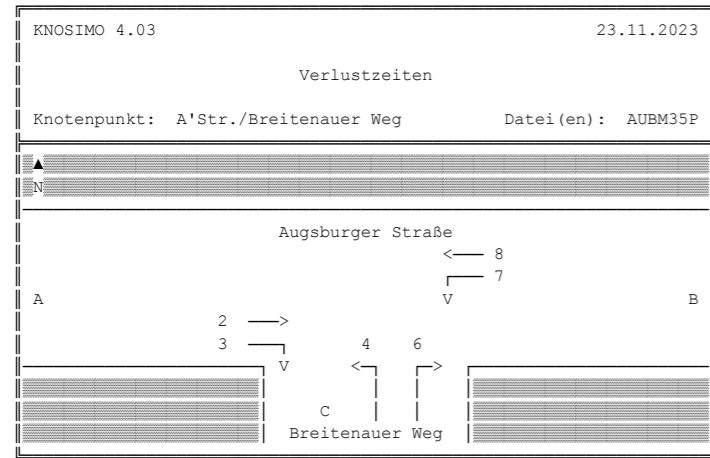 KNOSIMO 4.03 23.11.2023
Verlustzeiten
Knotenpunkt: A'Str./Breitenauer Weg Datei(en): AUBM35P
▲
N
Augsburger Straße
<── 8
┌── 7
A V B
2 ──>
3 ──┐ 4 6
V <─┐ ┌─>
C
Breitenauer Weg